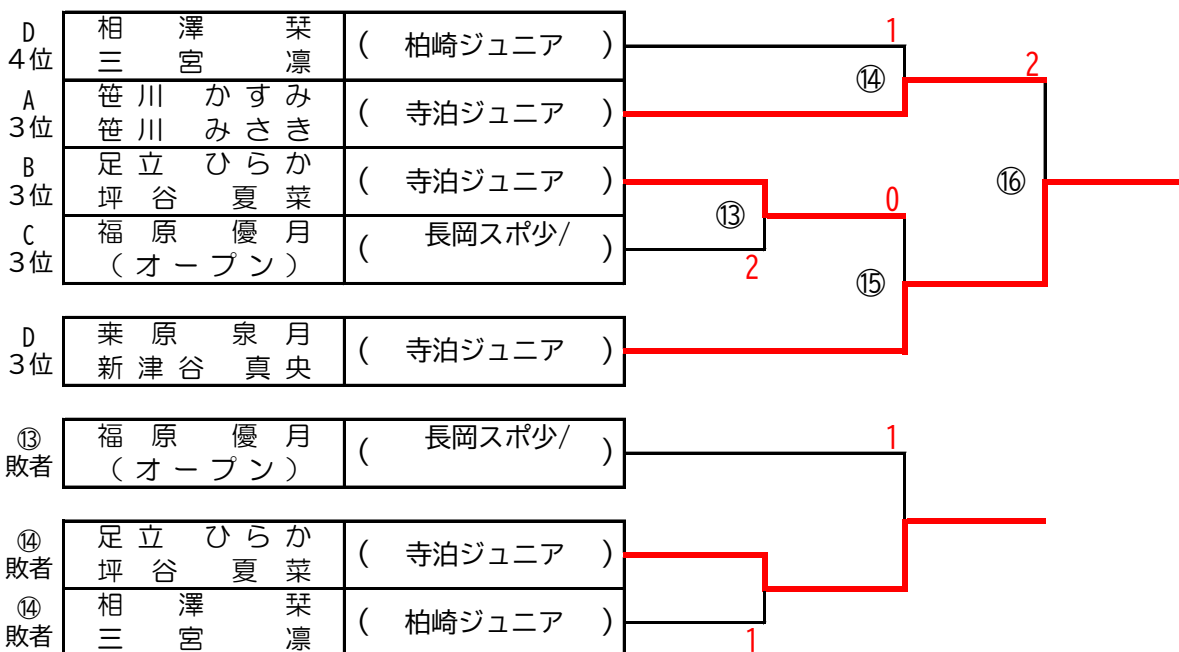 D
4位
相 澤 栞
三 宮 凛
( 柏崎ジュニア )
1
⑭
2
A
3位
笹川 かすみ
笹川 みさき
( 寺泊ジュニア )
B
3位
足立 ひらか
坪谷 夏菜
( 寺泊ジュニア )
⑬
0
⑯
C
3位
福原 優月
(オープン)
( 長岡スポ少/ )
2
⑮
D
3位
桒原 泉月
新津谷 真央
( 寺泊ジュニア )
⑬
敗者
福原 優月
(オープン)
( 長岡スポ少/ )
1
⑭
敗者
足立 ひらか
坪谷 夏菜
( 寺泊ジュニア )
⑭
敗者
相 澤 栞
三 宮 凛
( 柏崎ジュニア )
1